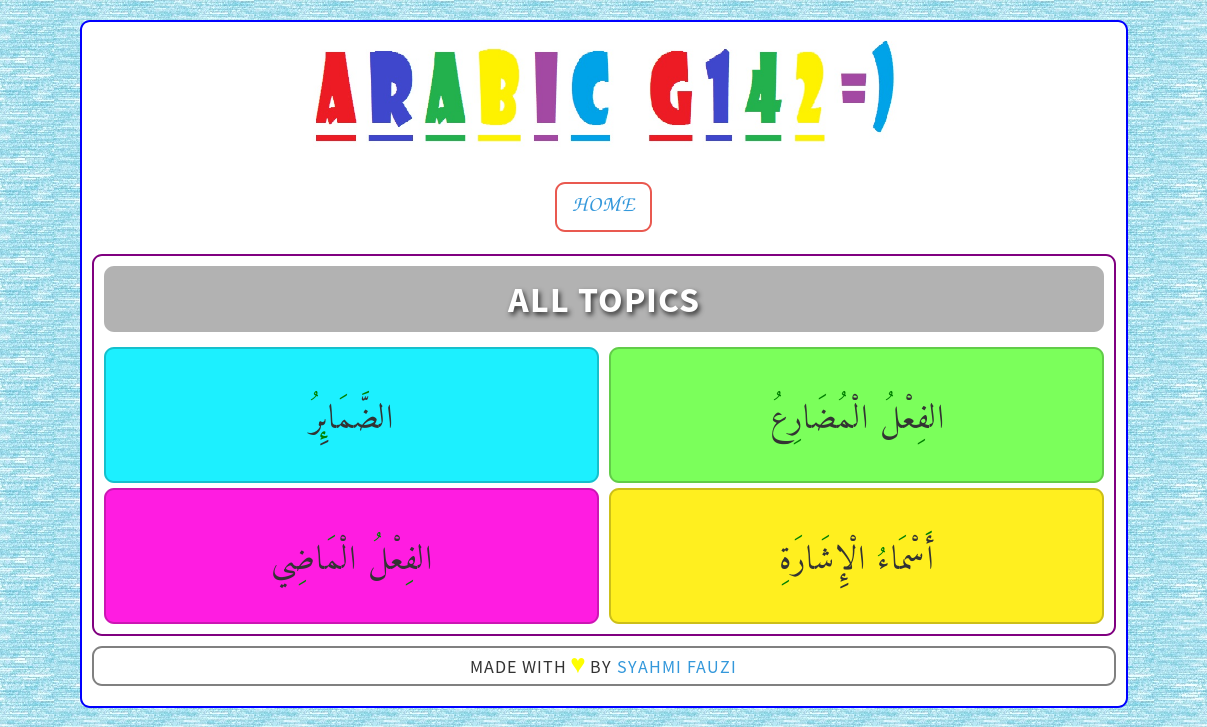 ARABIC G142 =)
HOME
ALL TOPICS
الضَّمَايِٕرُ
الفِعْلُ الْمُضَارِعُ
الفِعْلُ الْمَاضِي
أَسْمَاءُ الْإِشَارَةِ
MADE WITH ♥ BY SYAHMI FAUZI